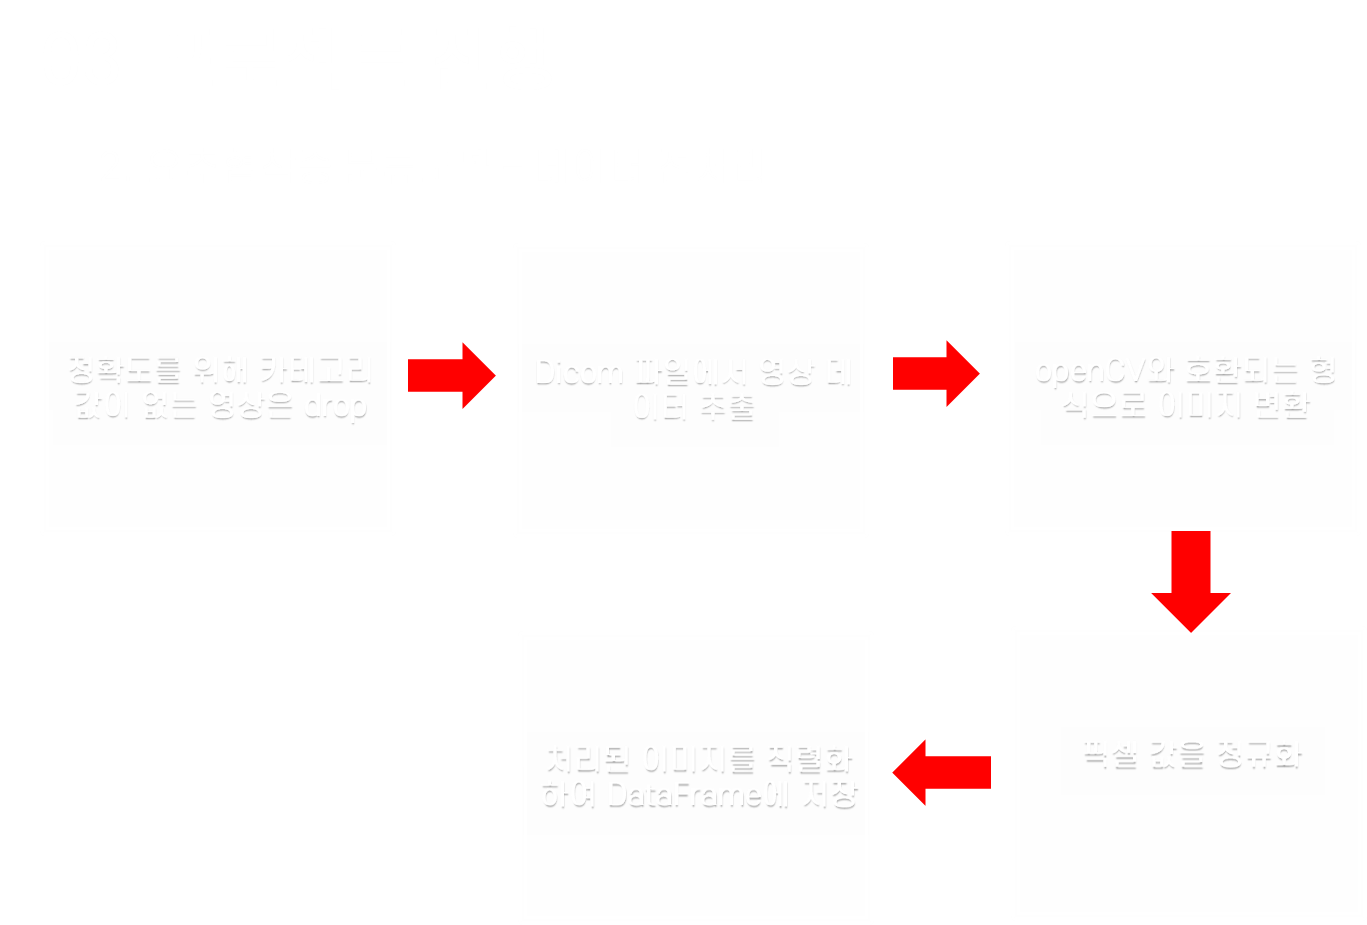 정확도를 위해 카테고리
값이 없는 영상은 drop
Dicom 파일에서 영상 데
이터 추출
openCV와 호환되는 형
식으로 이미지 변환
픽셀 값을 정규화
처리된 이미지를 직렬화
하여 DataFrame에 저장